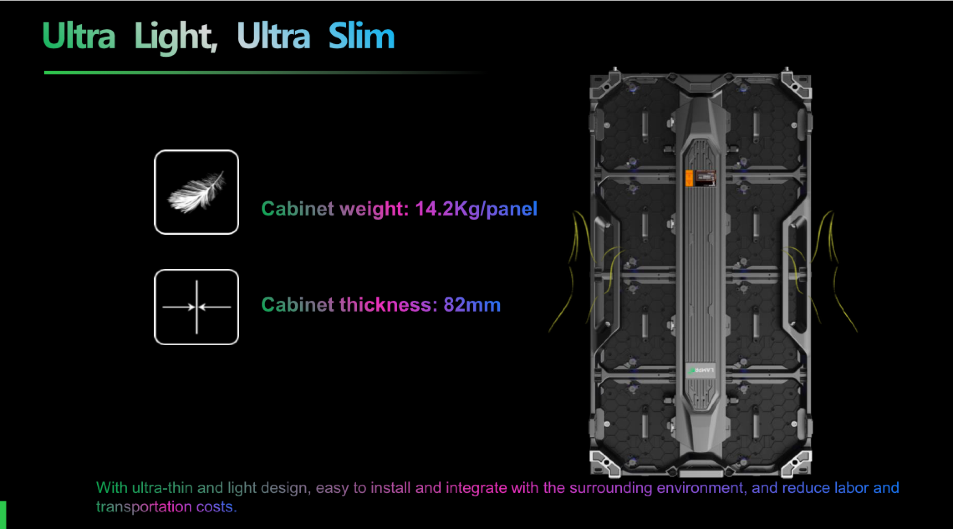 Ultra Light, Ultra Slim
Cabinet weight: 14.2Kg/panel
Cabinet thickness: 82mm
With ultra-thin and light design, easy to install and integrate with the surrounding environment, and reduce labor and
transportation costs.